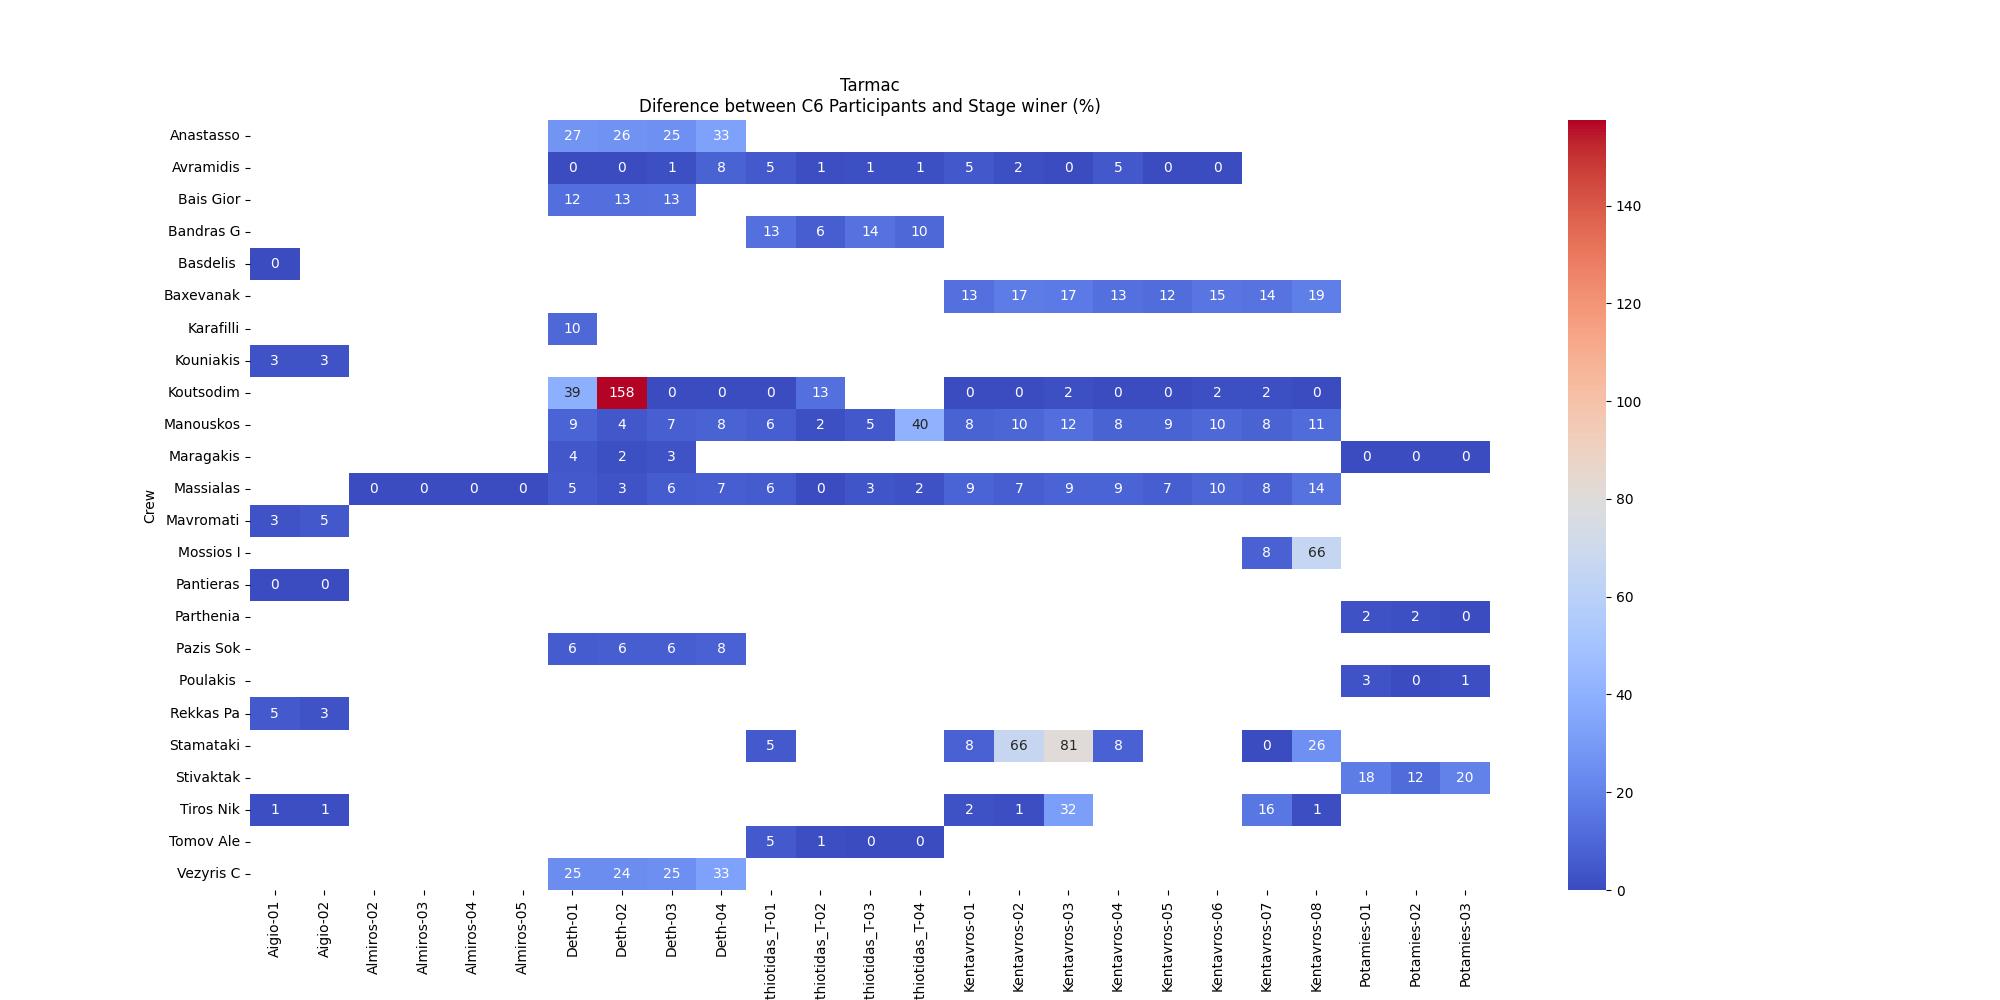 Tarmac
Diference between C6 Participants and Stage winer (%)
Crew
Anastasso 27 26 25 33
Avramidis 0 0 1 8 5 1 1 1 5 2 0 5 0 0
Bais Gior 12 13 13
Bandras G 13 6 14 10
Basdelis 0
Baxevanak 13 17 17 13 12 15 14 19
Karafilli 10
Kouniakis 3 3
Koutsodim 39 158 0 0 0 13 0 0 2 0 0 2 2 0
Manouskos 9 4 7 8 6 2 5 40 8 10 12 8 9 10 8 11
Maragakis 4 2 3 0 0 0
Massialas 0 0 0 0 5 3 6 7 6 0 3 2 9 7 9 9 7 10 8 14
Mavromati 3 5
Mossios I 8 66
Pantieras 0 0
Parthenia 2 2 0
Pazis Sok 6 6 6 8
Poulakis 3 0 1
Rekkas Pa 5 3
Stamataki 5 8 66 81 8 0 26
Stivaktak 18 12 20
Tiros Nik 1 1 2 1 32 16 1
Tomov Ale 5 1 0 0
Vezyris C 25 24 25 33
Aigio-01
Aigio-02
Almiros-02
Almiros-03
Almiros-04
Almiros-05
Deth-01
Deth-02
Deth-03
Deth-04
thiotidas_T-01
thiotidas_T-02
thiotidas_T-03
thiotidas_T-04
Kentavros-01
Kentavros-02
Kentavros-03
Kentavros-04
Kentavros-05
Kentavros-06
Kentavros-07
Kentavros-08
Potamies-01
Potamies-02
Potamies-03
140
120
100
80
60
40
20
0